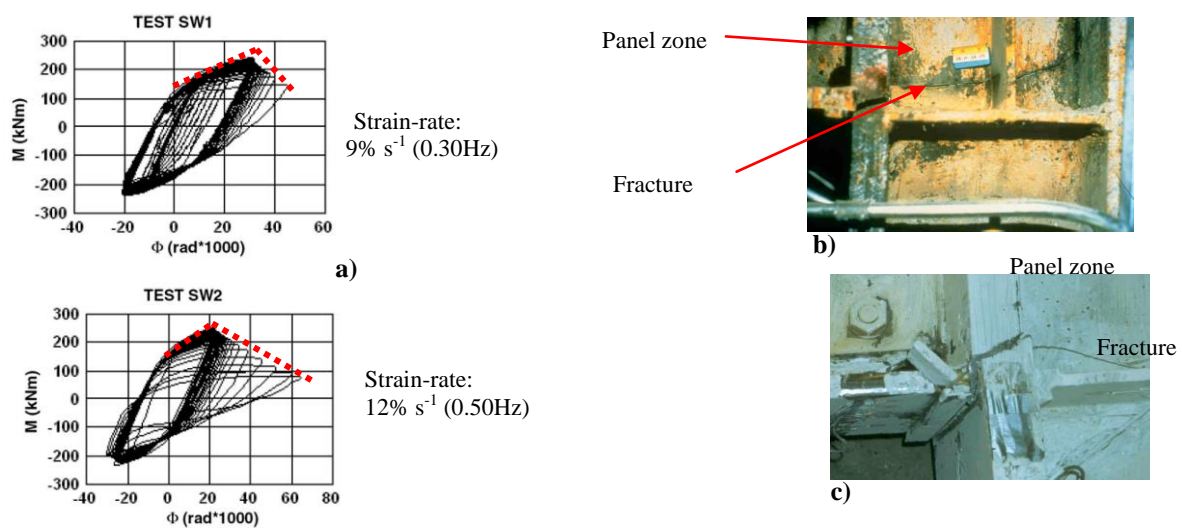 TEST SW1
300
200
100
0
-100
-200
-300
M (kNm)
-40 -20 0 20 40 60
Φ (rad*1000)
Strain-rate:
9% s⁻¹ (0.30Hz)
a)
TEST SW2
300
200
100
0
-100
-200
-300
M (kNm)
-40 -20 0 20 40 60 80
Φ (rad*1000)
Strain-rate:
12% s⁻¹ (0.50Hz)
Panel zone
Fracture
b)
Panel zone
Fracture
c)